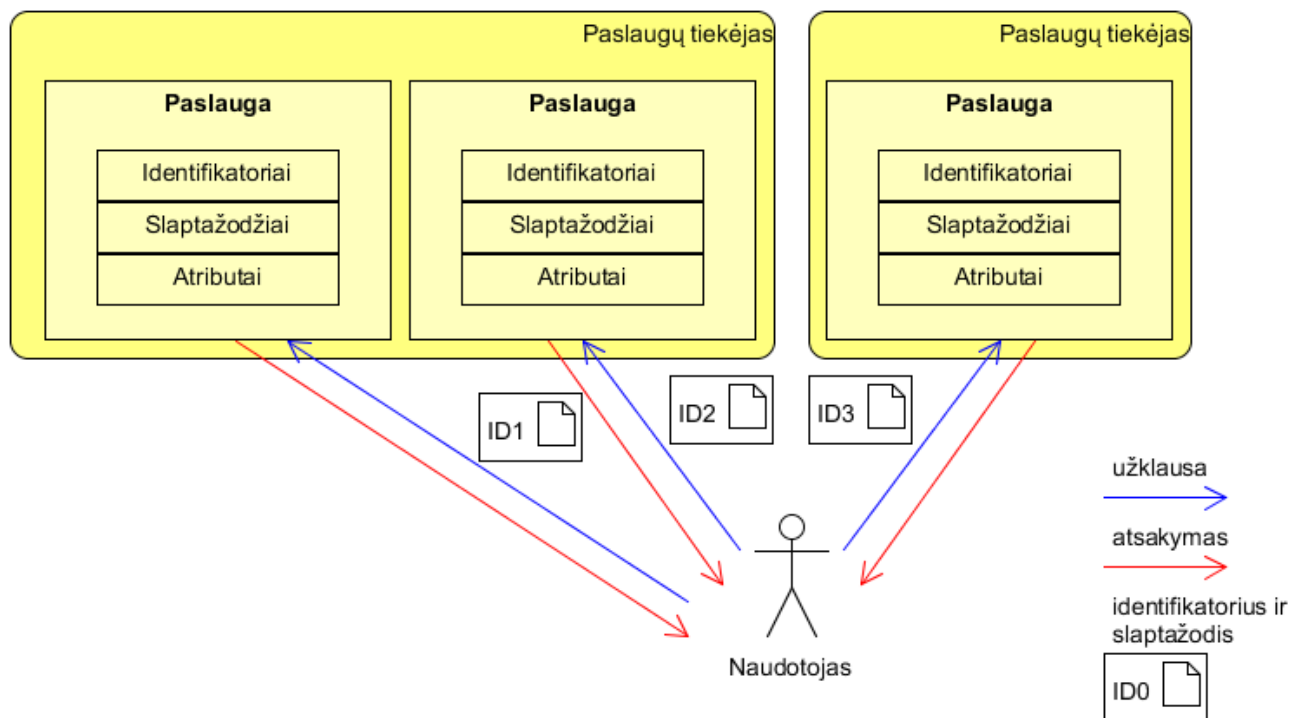 Paslaugų tiekėjas
Paslauga
Identifikatoriai
Slaptažodžiai
Atributai
Paslauga
Identifikatoriai
Slaptažodžiai
Atributai
Paslaugų tiekėjas
Paslauga
Identifikatoriai
Slaptažodžiai
Atributai
ID1
ID2
ID3
Naudotojas
užklausa
atsakymas
identifikatorius ir
slaptažodis
ID0